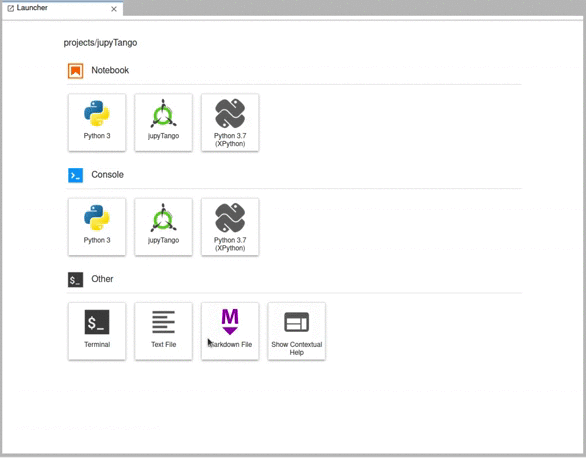 Launcher
projects/jupyTango
Notebook
Python 3
jupyTango
Python 3.7
(XPython)
Console
Python 3
jupyTango
Python 3.7
(XPython)
Other
$_
$_
M
Terminal
Text File
Markdown File
Show Contextual
Help